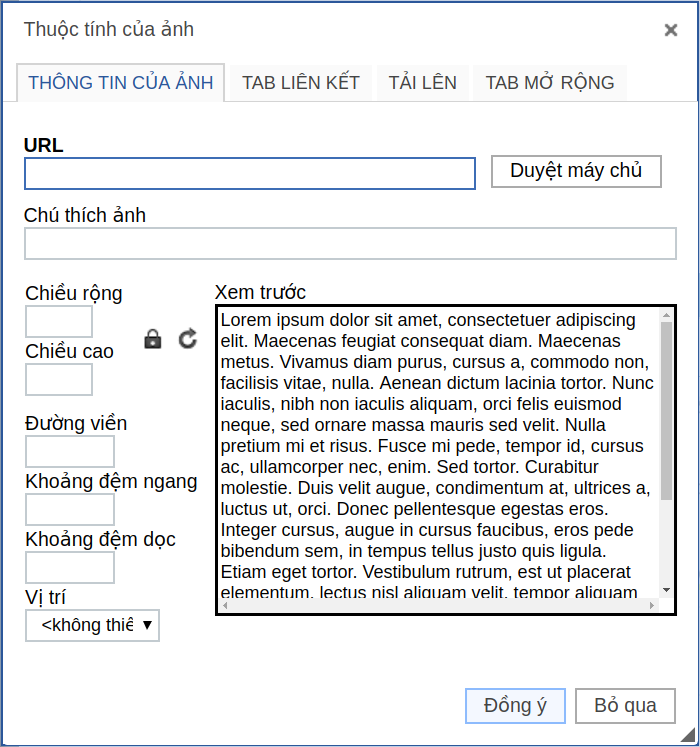 Thuộc tính của ảnh
THÔNG TIN CỦA ẢNH TAB LIÊN KẾT TẢI LÊN TAB MỞ RỘNG
URL
Duyệt máy chủ
Chú thích ảnh
Chiều rộng
Chiều cao
Đường viền
Khoảng đệm ngang
Khoảng đệm dọc
Vị trí
<không thiê
Xem trước
Lorem ipsum dolor sit amet, consectetuer adipiscing
elit. Maecenas feugiat consequat diam. Maecenas
metus. Vivamus diam purus, cursus a, commodo non,
facilisis vitae, nulla. Aenean dictum lacinia tortor. Nunc
iaculis, nibh non iaculis aliquam, orci felis euismod
neque, sed ornare massa mauris sed velit. Nulla
pretium mi et risus. Fusce mi pede, tempor id, cursus
ac, ullamcorper nec, enim. Sed tortor. Curabitur
molestie. Duis velit augue, condimentum at, ultrices a,
luctus ut, orci. Donec pellentesque egestas eros.
Integer cursus, augue in cursus faucibus, eros pede
bibendum sem, in tempus tellus justo quis ligula.
Etiam eget tortor. Vestibulum rutrum, est ut placerat
elementum, lectus nisl aliquam velit, tempor aliquam
Đồng ý Bỏ qua